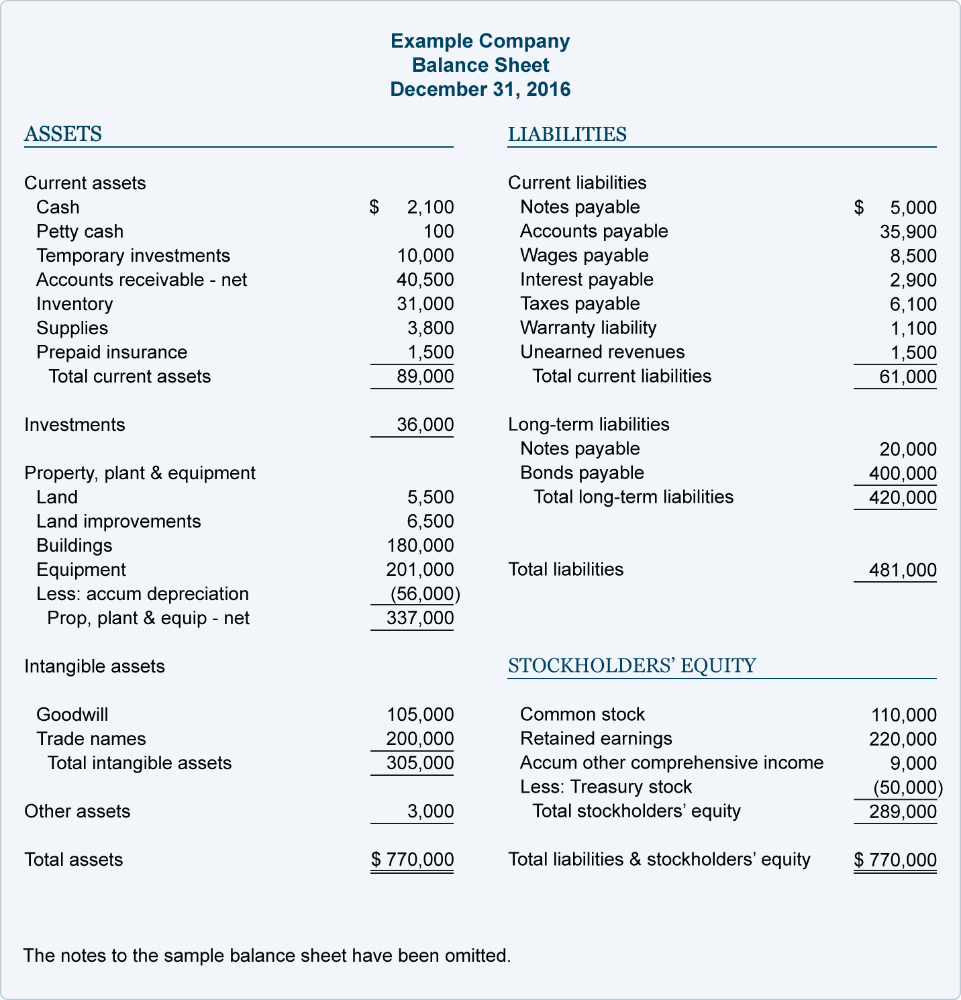 Example Company
Balance Sheet
December 31, 2016
ASSETS
Current assets
Cash $ 2,100
Petty cash 100
Temporary investments 10,000
Accounts receivable - net 40,500
Inventory 31,000
Supplies 3,800
Prepaid insurance 1,500
Total current assets 89,000
Investments 36,000
Property, plant & equipment
Land 5,500
Land improvements 6,500
Buildings 180,000
Equipment 201,000
Less: accum depreciation (56,000)
Prop, plant & equip - net 337,000
Intangible assets
Goodwill 105,000
Trade names 200,000
Total intangible assets 305,000
Other assets 3,000
Total assets $ 770,000
LIABILITIES
Current liabilities
Notes payable $ 5,000
Accounts payable 35,900
Wages payable 8,500
Interest payable 2,900
Taxes payable 6,100
Warranty liability 1,100
Unearned revenues 1,500
Total current liabilities 61,000
Long-term liabilities
Notes payable 20,000
Bonds payable 400,000
Total long-term liabilities 420,000
Total liabilities 481,000
STOCKHOLDERS’ EQUITY
Common stock 110,000
Retained earnings 220,000
Accum other comprehensive income 9,000
Less: Treasury stock (50,000)
Total stockholders’ equity 289,000
Total liabilities & stockholders’ equity $ 770,000
The notes to the sample balance sheet have been omitted.